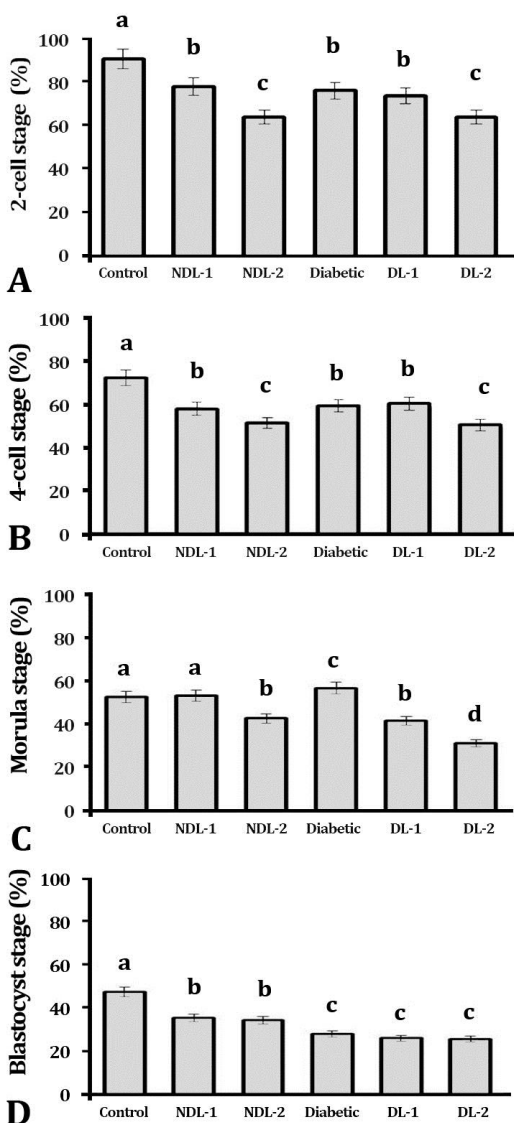 2-cell stage (%)
100
80
60
40
20
0
a
b
c
b
b
c
Control NDL-1 NDL-2 Diabetic DL-1 DL-2
A
4-cell stage (%)
100
80
60
40
20
0
a
b
c
b
b
c
Control NDL-1 NDL-2 Diabetic DL-1 DL-2
B
Morula stage (%)
100
80
60
40
20
0
a
a
b
c
b
d
Control NDL-1 NDL-2 Diabetic DL-1 DL-2
C
Blastocyst stage (%)
100
80
60
40
20
0
a
b
b
c
c
c
Control NDL-1 NDL-2 Diabetic DL-1 DL-2
D